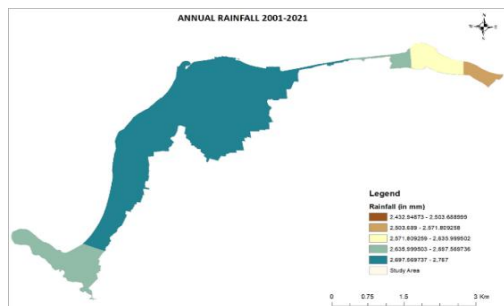 ANNUAL RAINFALL 2001-2021
N
Legend
Rainfall (in mm)
2,432.54873 - 2,503.688989
2,503.689 - 2,571.809258
2,571.809259 - 2,635.999502
2,635.999503 - 2,697.569736
2,697.569737 - 2,787
Study Area
0 0.75 1.5 3 Km